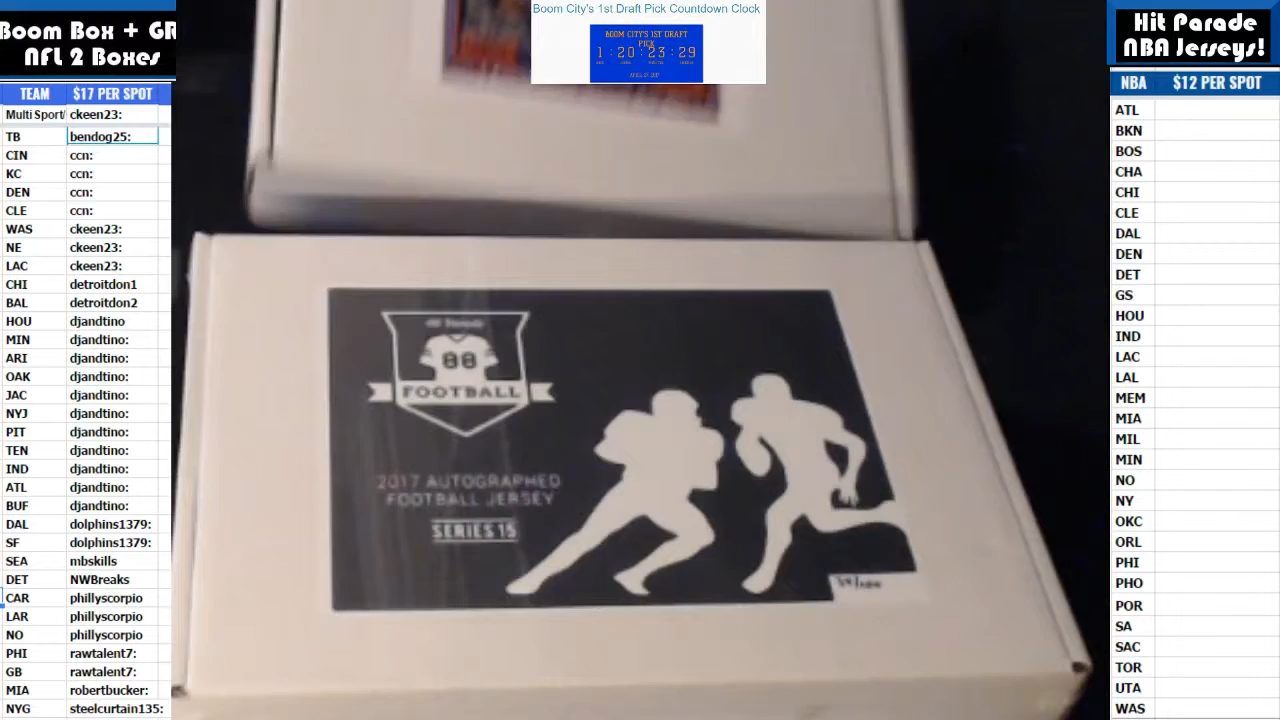 Boom Box + GR
NFL 2 Boxes
TEAM $17 PER SPOT
Multi Sport/ ckeen23:
TB bendog25:
CIN ccn:
KC ccn:
DEN ccn:
CLE ccn:
WAS ckeen23:
NE ckeen23:
LAC ckeen23:
CHI detroitdon1
BAL detroitdon2
HOU djandtino
MIN djandtino:
ARI djandtino:
OAK djandtino:
JAC djandtino:
NYJ djandtino:
PIT djandtino:
TEN djandtino:
IND djandtino:
ATL djandtino:
BUF djandtino:
DAL dolphins1379:
SF dolphins1379:
SEA mbskills
DET NWBreaks
CAR phillyscorpio
LAR phillyscorpio
NO phillyscorpio
PHI rawtalent7:
GB rawtalent7:
MIA robertbucker:
NYG steelcurtain135:
Boom City's 1st Draft Pick Countdown Clock
BOOM CITY'S 1ST DRAFT
PICK
1 : 20 : 23 : 29
88
FOOTBALL
2017 AUTOGRAPHED
FOOTBALL JERSEY
SERIES 15
Hit Parade
NBA Jerseys!
NBA $12 PER SPOT
ATL
BKN
BOS
CHA
CHI
CLE
DAL
DEN
DET
GS
HOU
IND
LAC
LAL
MEM
MIA
MIL
MIN
NO
NY
OKC
ORL
PHI
PHO
POR
SA
SAC
TOR
UTA
WAS